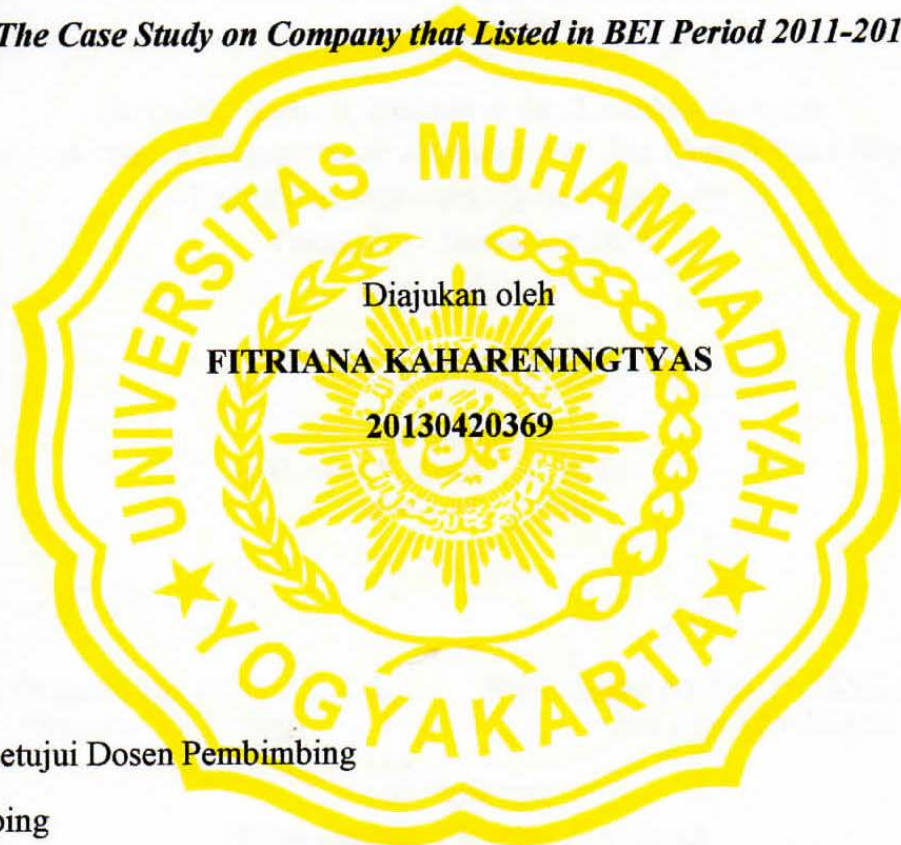 The Case Study on Company that Listed in BEI Period 2011-201
UNIVERSITAS MUHAMMADIYAH
Diajukan oleh
FITRIANA KAHARENINGTYAS
20130420369
★ YOGYAKARTA ★
etujui Dosen Pembimbing
bing